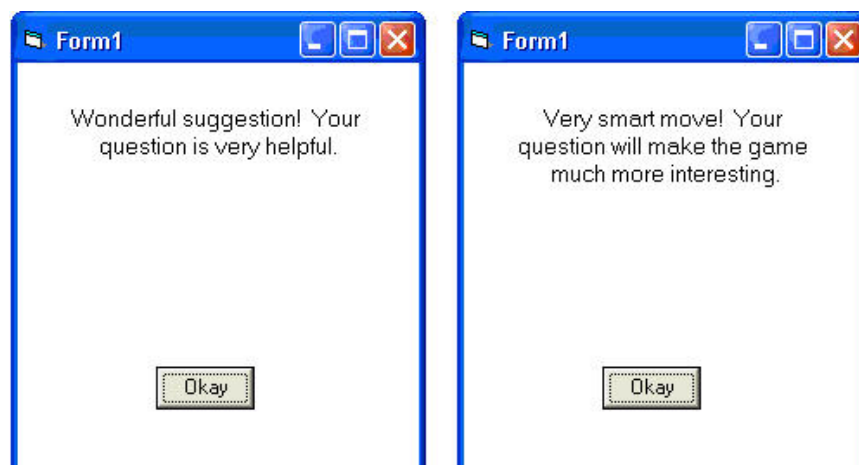 Form1
Wonderful suggestion! Your
question is very helpful.
Okay
Form1
Very smart move! Your
question will make the game
much more interesting.
Okay